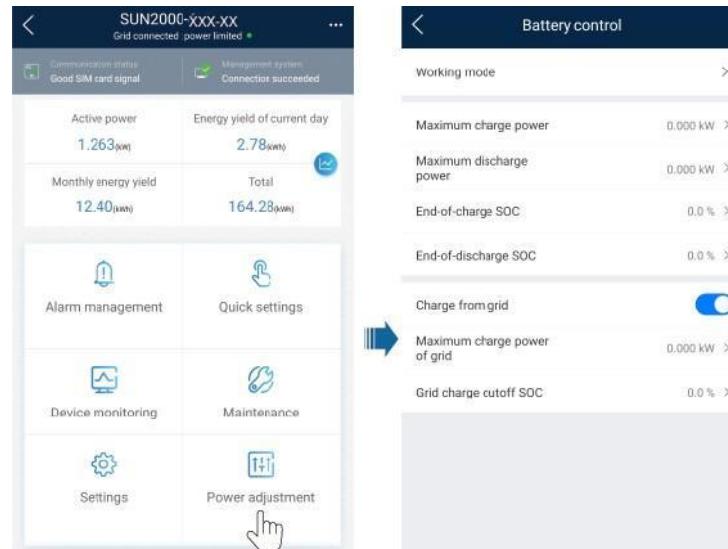 SUN2000-XXX-XX
Grid connected :power limited
Communication status
Good SIM card signal
Management system
Connection succeeded
Active power
1.263(kW)
Energy yield of current day
2.78(kWh)
Monthly energy yield
12.40(kWh)
Total
164.28(kWh)
Alarm management
Quick settings
Device monitoring
Maintenance
Settings
Power adjustment
Battery control
Working mode
Maximum charge power
0.000 kW
Maximum discharge
power
0.000 kW
End-of-charge SOC
0.0 %
End-of-discharge SOC
0.0 %
Charge from grid
Maximum charge power
of grid
0.000 kW
Grid charge cutoff SOC
0.0 %